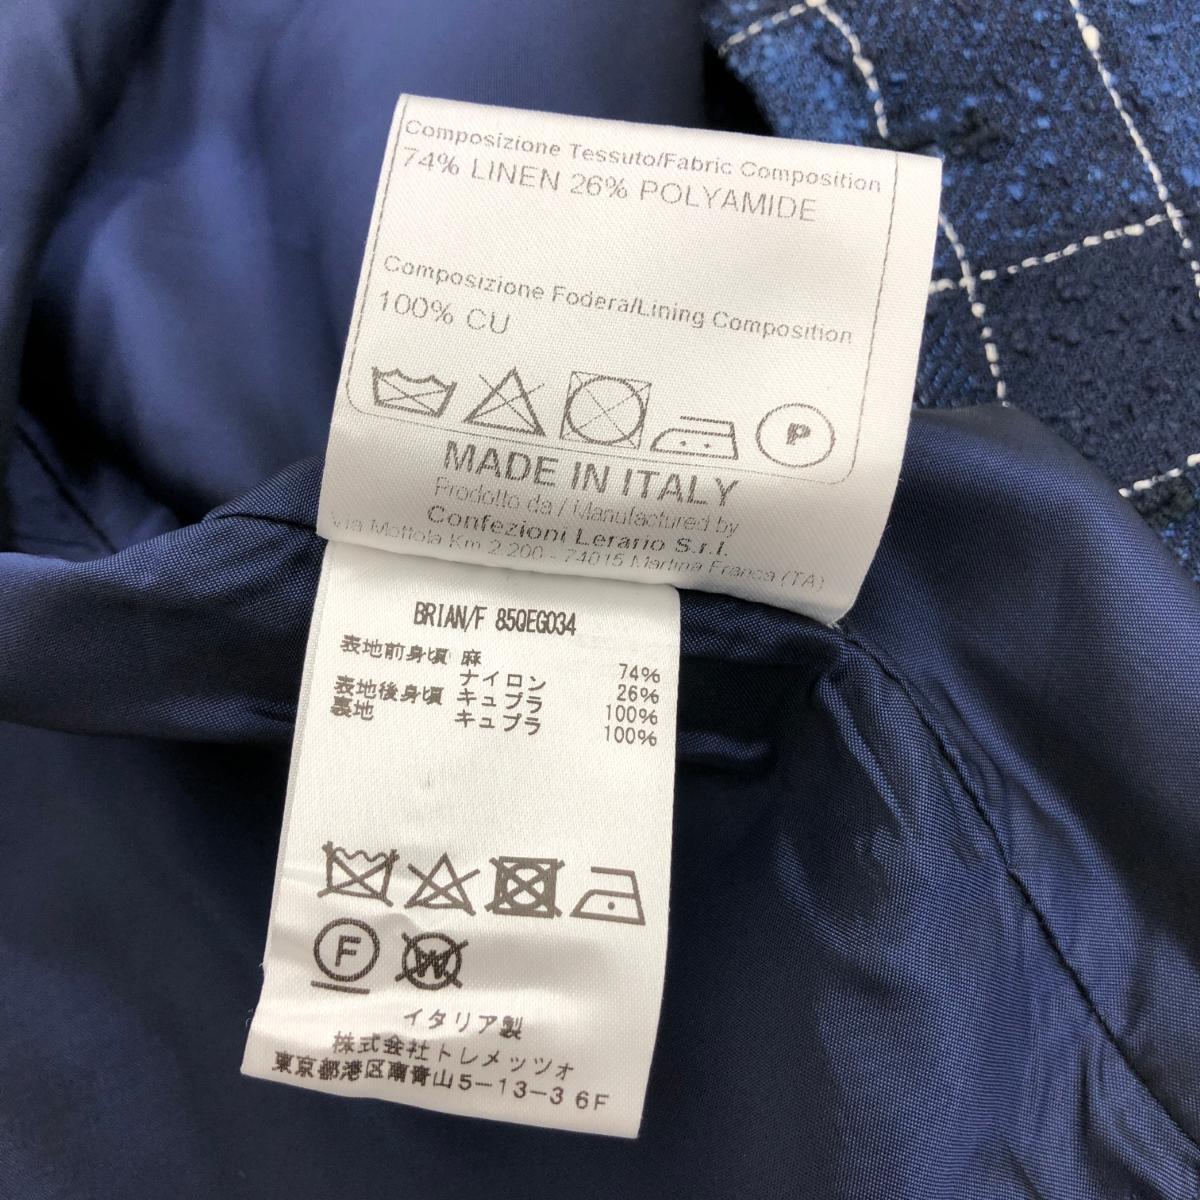 Composizione Tessuto/Fabric Composition
74% LINEN 26% POLYAMIDE
Composizione Fodera/Lining Composition
100% CU
P
MADE IN ITALY
Prodotto da / Manufactured by
Confezioni Lerario S.r.l.
Via Mottola Km 2.200 - 74015 Martina Franca (TA)
BRIAN/F 85QEG034
表地前身頃 麻 74%
ナイロン 26%
表地後身頃 キュプラ 100%
裏地 キュプラ 100%
F W
イタリア製
株式会社トレメッツォ
東京都港区南青山5-13-3 6F